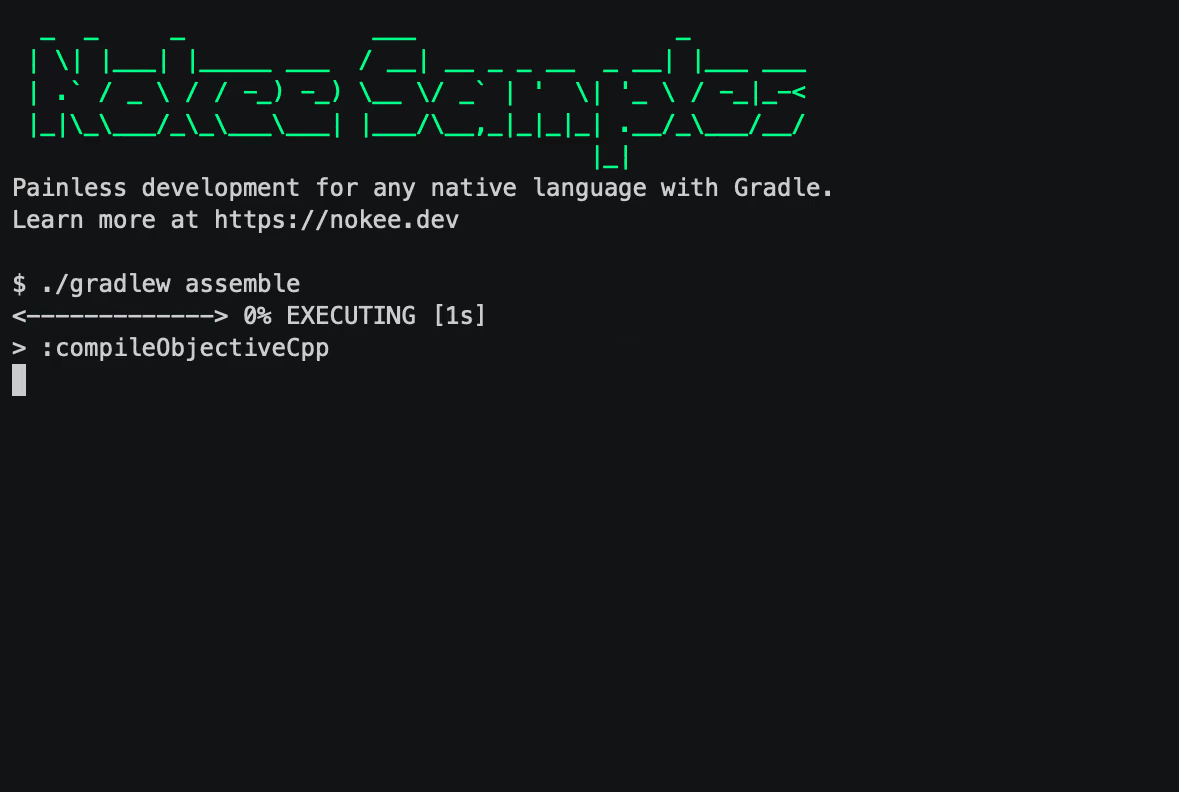 Nokee Samples
Painless development for any native language with Gradle.
Learn more at https://nokee.dev
$ ./gradlew assemble
<-------------> 0% EXECUTING [1s]
> :compileObjectiveCpp